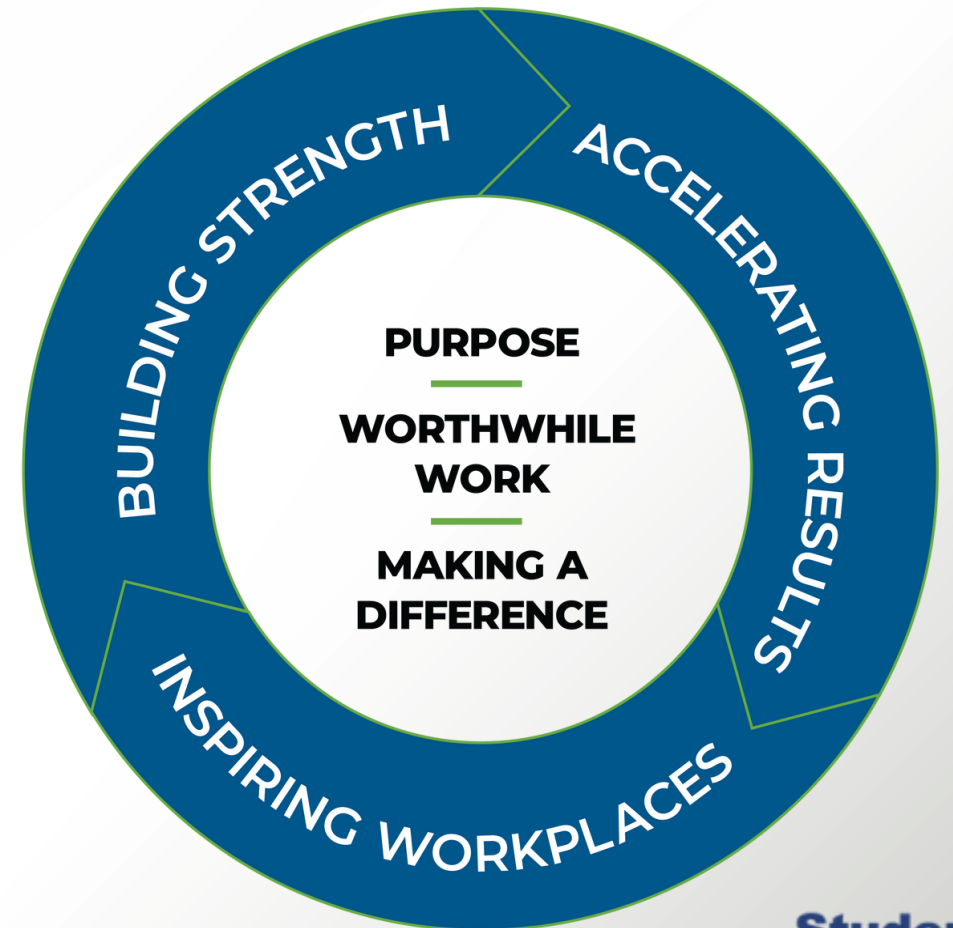 BUILDING STRENGTH
ACCELERATING RESULTS
PURPOSE
WORTHWHILE
WORK
MAKING A
DIFFERENCE
INSPIRING WORKPLACES